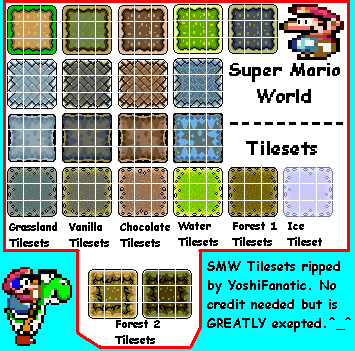 Super Mario
World
Tilesets
Grassland
Tilesets
Vanilla
Tilesets
Chocolate
Tilesets
Water
Tilesets
Forest 1
Tilesets
Ice
Tileset
Forest 2
Tilesets
SMW Tilesets ripped
by YoshiFanatic. No
credit needed but is
GREATLY exepted.^_^